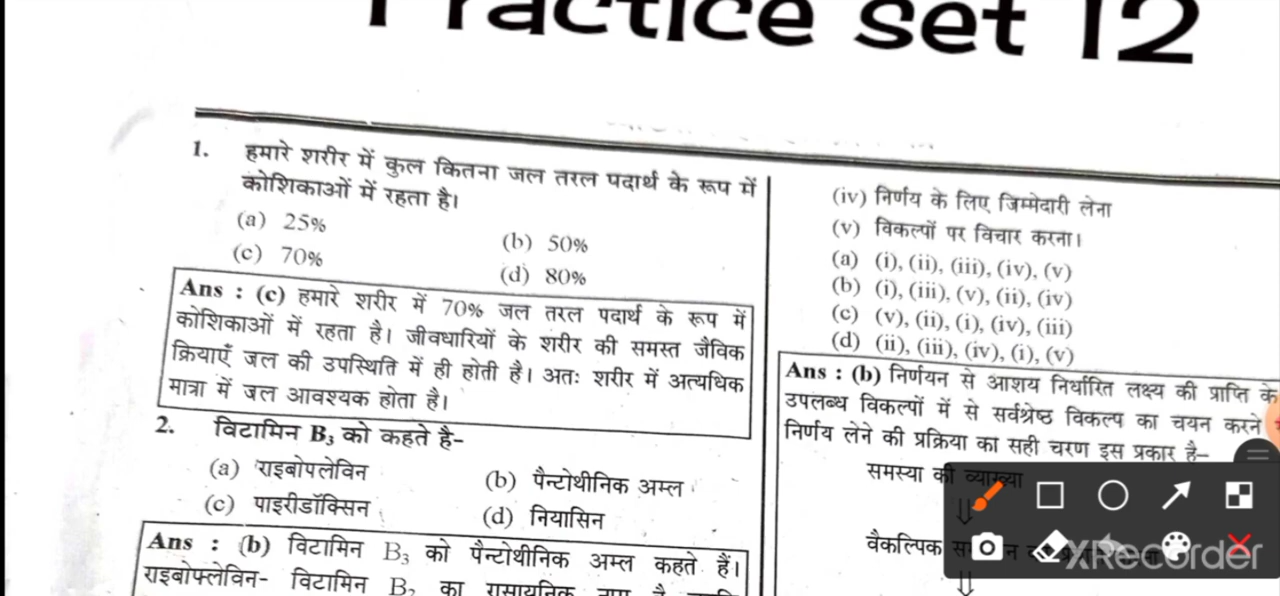 Practice set 12
1. हमारे शरीर में कुल कितना जल तरल पदार्थ के रूप में
कोशिकाओं में रहता है।
(a) 25%
(b) 50%
(c) 70%
(d) 80%
Ans : (c) हमारे शरीर में 70% जल तरल पदार्थ के रूप में
कोशिकाओं में रहता है। जीवधारियों के शरीर की समस्त जैविक
क्रियाएँ जल की उपस्थिति में ही होती है। अतः शरीर में अत्यधिक
मात्रा में जल आवश्यक होता है।
2. विटामिन B3 को कहते है-
(a) राइबोपलेविन
(b) पैन्टोथीनिक अम्ल
(c) पाइरीडॉक्सिन
(d) नियासिन
Ans : (b) विटामिन B3 को पैन्टोथीनिक अम्ल कहते हैं।
राइबोफ्लेविन- विटामिन B2 का रासायनिक नाम है
(iv) निर्णय के लिए जिम्मेदारी लेना
(v) विकल्पों पर विचार करना।
(a) (i), (ii), (iii), (iv), (v)
(b) (i), (iii), (v), (ii), (iv)
(c) (v), (ii), (i), (iv), (iii)
(d) (ii), (iii), (iv), (i), (v)
Ans : (b) निर्णयन से आशय निर्धारित लक्ष्य की प्राप्ति के
उपलब्ध विकल्पों में से सर्वश्रेष्ठ विकल्प का चयन करने
निर्णय लेने की प्रक्रिया का सही चरण इस प्रकार है–
समस्या की व्याख्या
वैकल्पिक
XRecorder